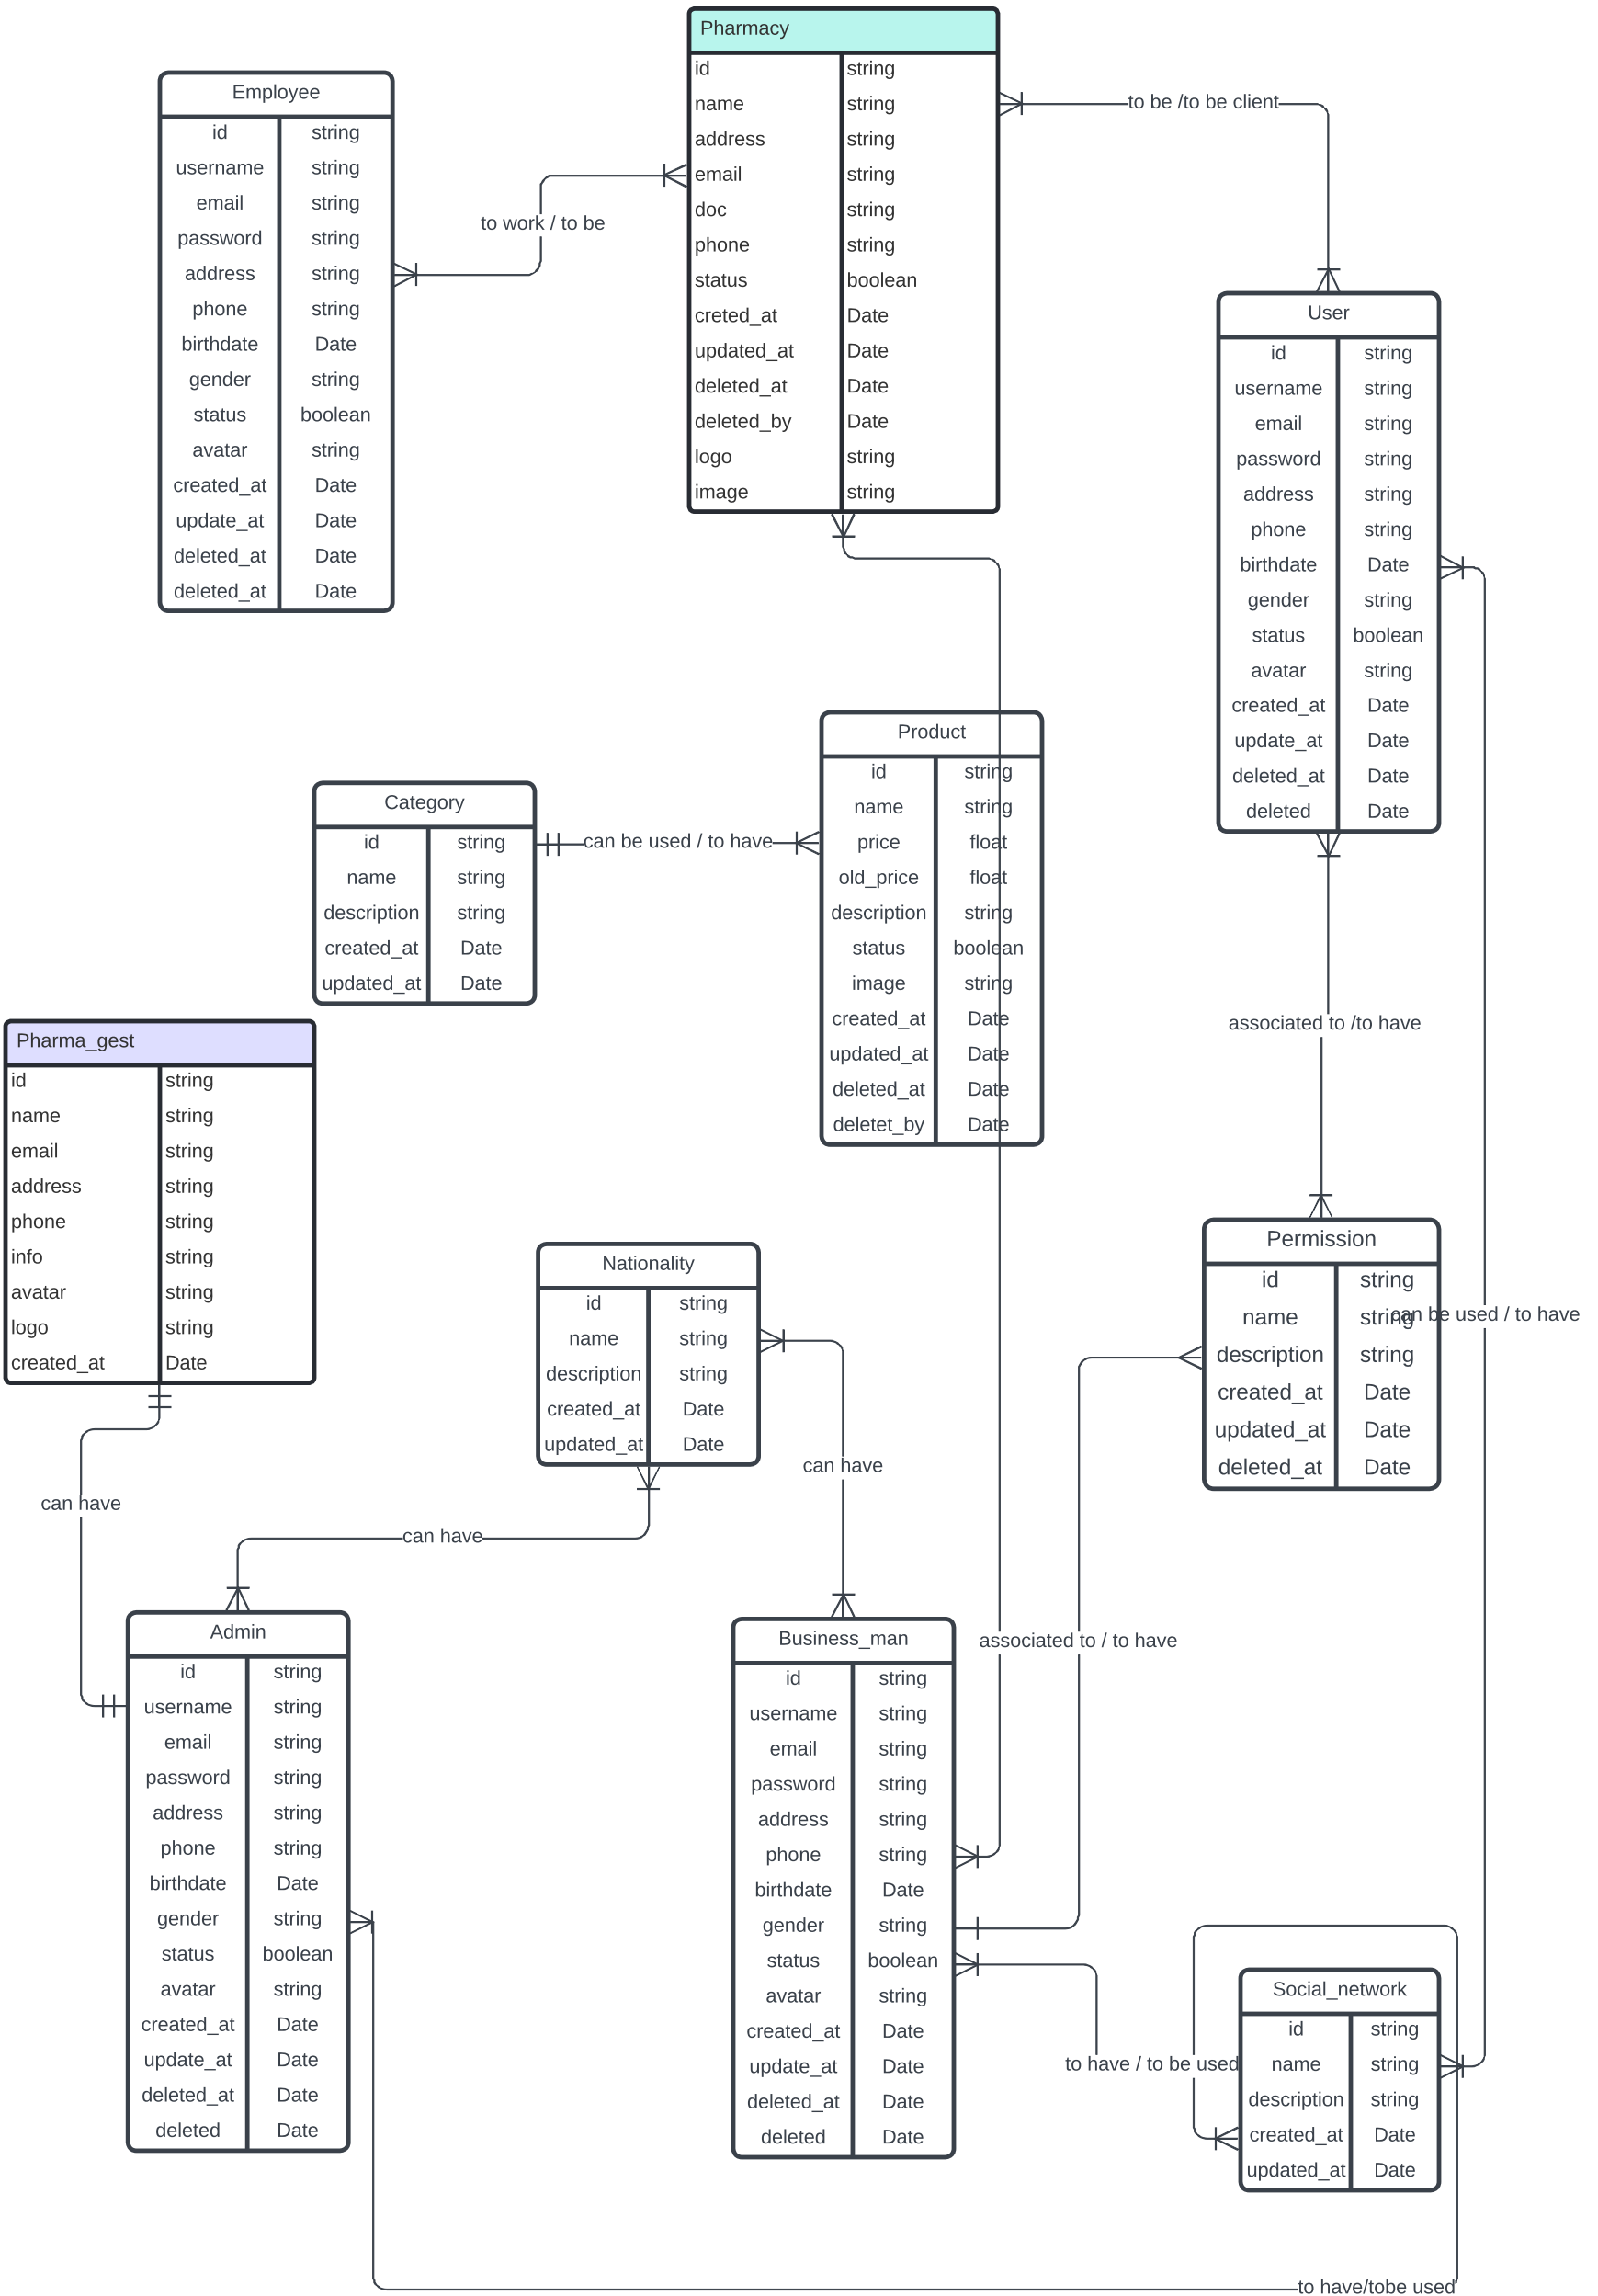 Pharmacy
id string
name string
address string
email string
doc string
phone string
status boolean
creted_at Date
updated_at Date
deleted_at Date
deleted_by Date
logo string
image string
Employee
id string
username string
email string
password string
address string
phone string
birthdate Date
gender string
status boolean
avatar string
created_at Date
update_at Date
deleted_at Date
deleted_at Date
to work / to be
to be /to be client
User
id string
username string
email string
password string
address string
phone string
birthdate Date
gender string
status boolean
avatar string
created_at Date
update_at Date
deleted_at Date
deleted Date
Product
id string
name string
price float
old_price float
description string
status boolean
image string
created_at Date
updated_at Date
deleted_at Date
deletet_by Date
Category
id string
name string
description string
created_at Date
updated_at Date
can be used / to have
associated to /to have
Pharma_gest
id string
name string
email string
address string
phone string
info string
avatar string
logo string
created_at Date
Nationality
id string
name string
description string
created_at Date
updated_at Date
Permission
id string
name string
description string
created_at Date
updated_at Date
deleted_at Date
can be used / to have
can have
can have
can have
associated to / to have
Admin
id string
username string
email string
password string
address string
phone string
birthdate Date
gender string
status boolean
avatar string
created_at Date
update_at Date
deleted_at Date
deleted Date
Business_man
id string
username string
email string
password string
address string
phone string
birthdate Date
gender string
status boolean
avatar string
created_at Date
update_at Date
deleted_at Date
deleted Date
to have / to be used
Social_network
id string
name string
description string
created_at Date
updated_at Date
to have/tobe used